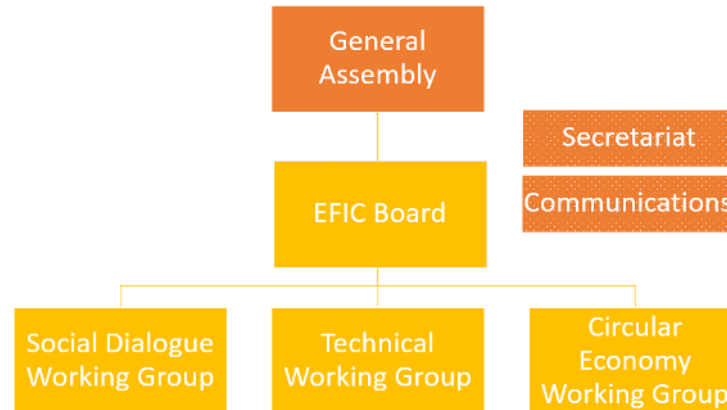 General
Assembly
Secretariat
Communications
EFIC Board
Social Dialogue
Working Group
Technical
Working Group
Circular
Economy
Working Group